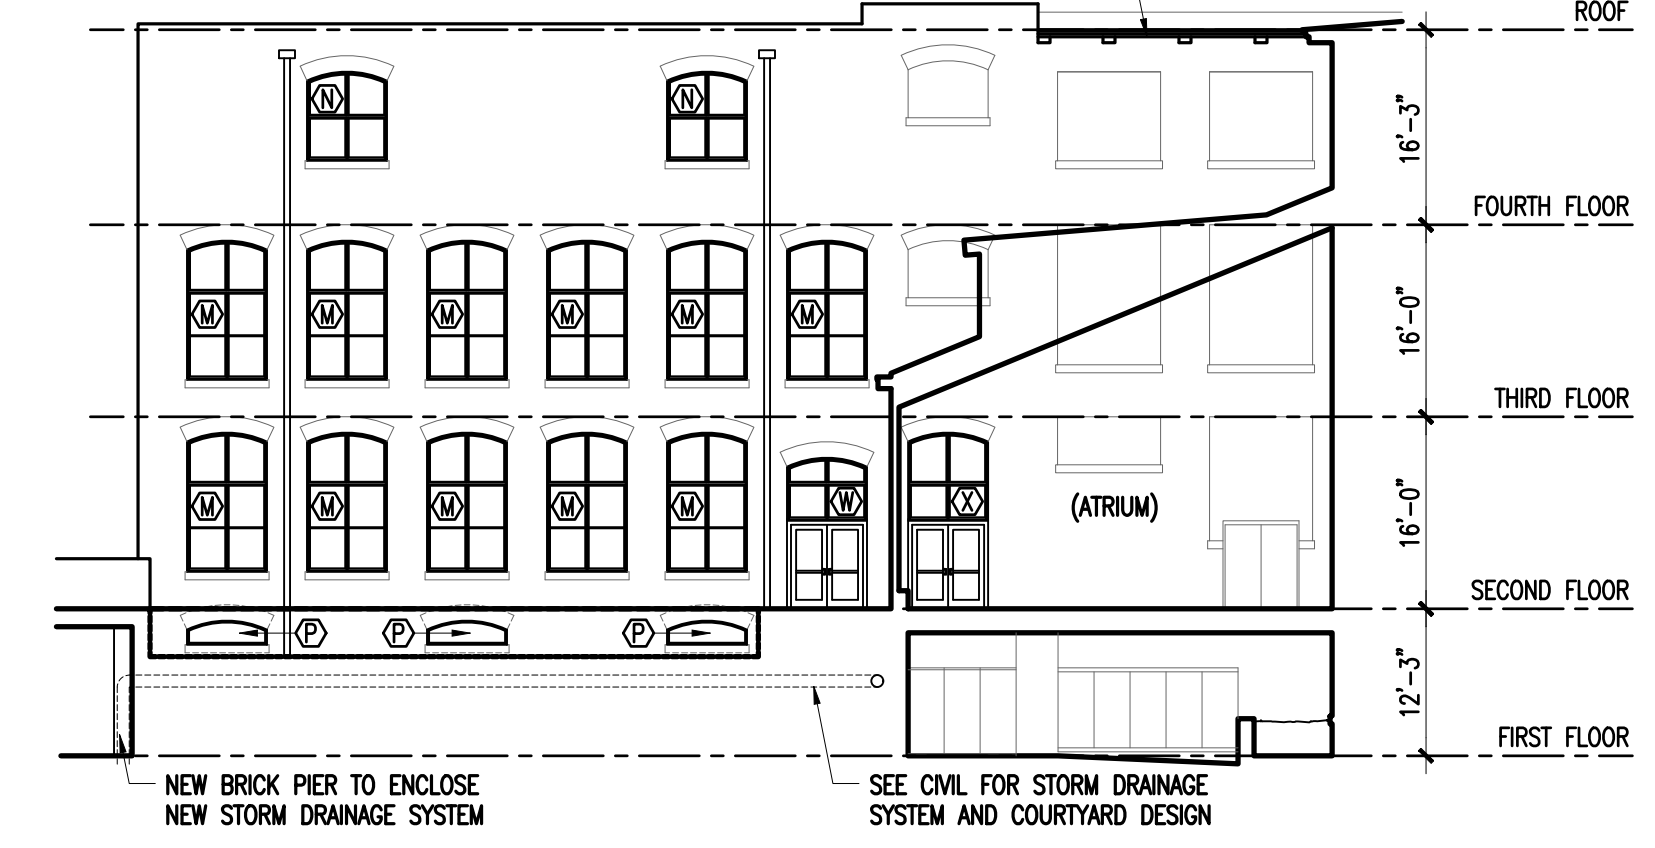 ROOF
N N
16'-3"
FOURTH FLOOR
M M M M M M
16'-0"
THIRD FLOOR
M M M M M W X
(ATRIUM)
16'-0"
SECOND FLOOR
P P P
12'-3"
FIRST FLOOR
NEW BRICK PIER TO ENCLOSE
NEW STORM DRAINAGE SYSTEM
SEE CIVIL FOR STORM DRAINAGE
SYSTEM AND COURTYARD DESIGN